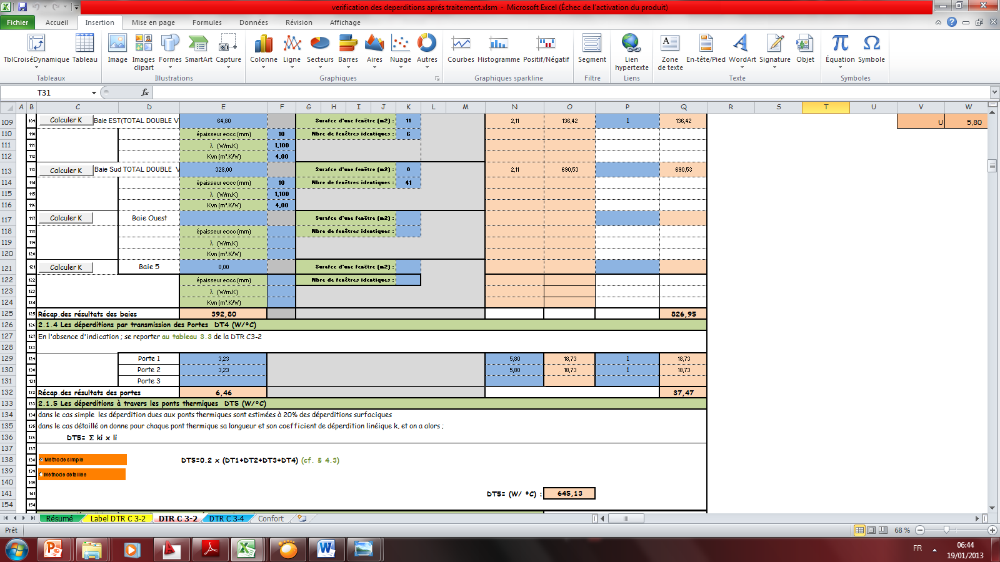 verification des deperditions aprés traitement.xlsm - Microsoft Excel (Échec de l'activation du produit)
Fichier Accueil Insertion Mise en page Formules Données Révision Affichage
TblCroiséDynamique Tableau Image Images clipart Formes SmartArt Capture Colonne Ligne Secteurs Barres Aires Nuage Autres Courbes Histogramme Positif/Négatif Segment Lien hypertexte Zone de texte En-tête/Pied WordArt Signature Objet Équation Symbole
Tableaux Illustrations Graphiques Graphiques sparkline Filtre Liens Texte Symboles
T31 fx
A B C D E F G H I J K L M N O P Q R S T U V W
109 109 Calculer K Baie EST(TOTAL DOUBLE V 64,80 Surafce d'une fenêtre (m2) : 11 2,11 136,42 1 136,42 U 5,80
110 110 épaisseur eocc (mm) 10 Nbre de fenêtres identiques : 6
111 111 λ (W/m.K) 1,100
112 112 Kvn (m².K/W) 4,00
113 113 Calculer K Baie Sud TOTAL DOUBLE V 328,00 Surafce d'une fenêtre (m2) : 8 2,11 690,53 690,53
114 114 épaisseur eocc (mm) 10 Nbre de fenêtres identiques : 41
115 115 λ (W/m.K) 1,100
116 116 Kvn (m².K/W) 4,00
117 117 Calculer K Baie Ouest Surafce d'une fenêtre (m2) :
118 118 épaisseur eocc (mm) Nbre de fenêtres identiques :
119 119 λ (W/m.K)
120 120 Kvn (m².K/W)
121 121 Calculer K Baie 5 0,00 Surafce d'une fenêtre (m2) :
122 122 épaisseur eocc (mm) Nbre de fenêtres identiques :
123 123 λ (W/m.K)
124 124 Kvn (m².K/W)
125 125 Récap.des résultats des baies 392,80 826,95
126 126 2.1.4 Les déperditions par transmission des Portes DT4 (W/°C)
127 127 En l'absence d'indication ; se reporter au tableau 3.3 de la DTR C3-2
128 128
129 129 Porte 1 3,23 5,80 18,73 1 18,73
130 130 Porte 2 3,23 5,80 18,73 1 18,73
131 131 Porte 3
132 132 Récap.des résultats des portes 6,46 37,47
133 133 2.1.5 Les déperditions à travers les ponts thermiques DT5 (W/°C)
134 134 dans le cas simple les déperdition dues aux ponts thermiques sont estimées à 20% des déperditions surfaciques
135 135 dans le cas détaillé on donne pour chaque pont thermique sa longueur et son coefficient de déperdition linéique k, et on a alors ;
136 136 DT5= Σ ki x li
137 137
138 138 Méthode simple DT5=0.2 x (DT1+DT2+DT3+DT4) (cf. § 4.3)
139 139 Méthode détaillée
140 140
141 141 DT5= (W/ °C) : 645,13
154 154
Résumé Label DTR C 3-2 DTR C 3-2 DTR C 3-4 Confort
Prêt 68 %
FR 06:44
19/01/2013